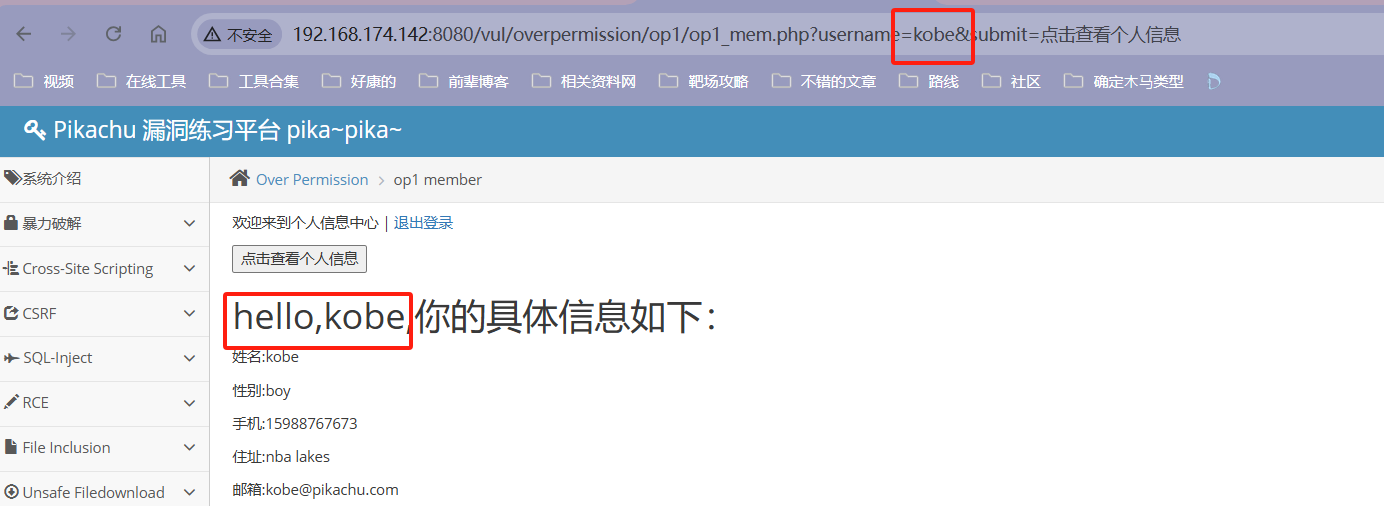 不安全 192.168.174.142:8080/vul/overpermission/op1/op1_mem.php?username=kobe&submit=点击查看个人信息
视频 在线工具 工具合集 好康的 前辈博客 相关资料网 靶场攻略 不错的文章 路线 社区 确定木马类型
Pikachu 漏洞练习平台 pika~pika~
系统介绍
暴力破解
Cross-Site Scripting
CSRF
SQL-Inject
RCE
File Inclusion
Unsafe Filedownload
Over Permission > op1 member
欢迎来到个人信息中心 | 退出登录
点击查看个人信息
hello,kobe,你的具体信息如下：
姓名:kobe
性别:boy
手机:15988767673
住址:nba lakes
邮箱:kobe@pikachu.com